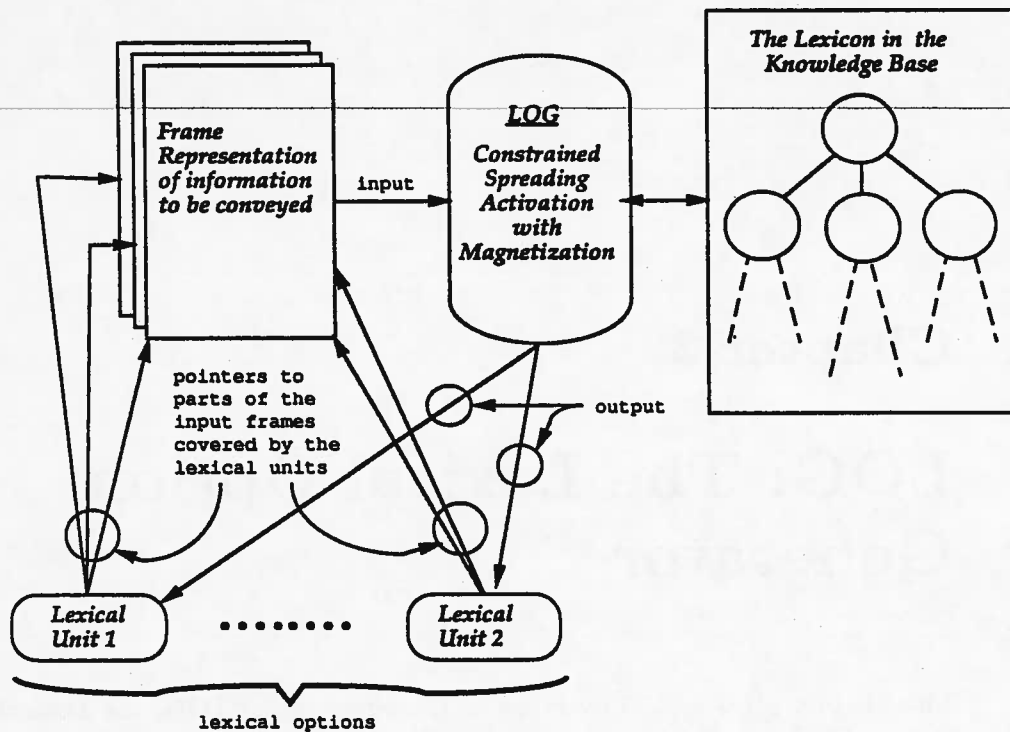 Frame
Representation
of information
to be conveyed
input
LOG
Constrained
Spreading
Activation
with
Magnetization
The Lexicon in the
Knowledge Base
pointers to
parts of the
input frames
covered by the
lexical units
output
Lexical
Unit 1
Lexical
Unit 2
lexical options